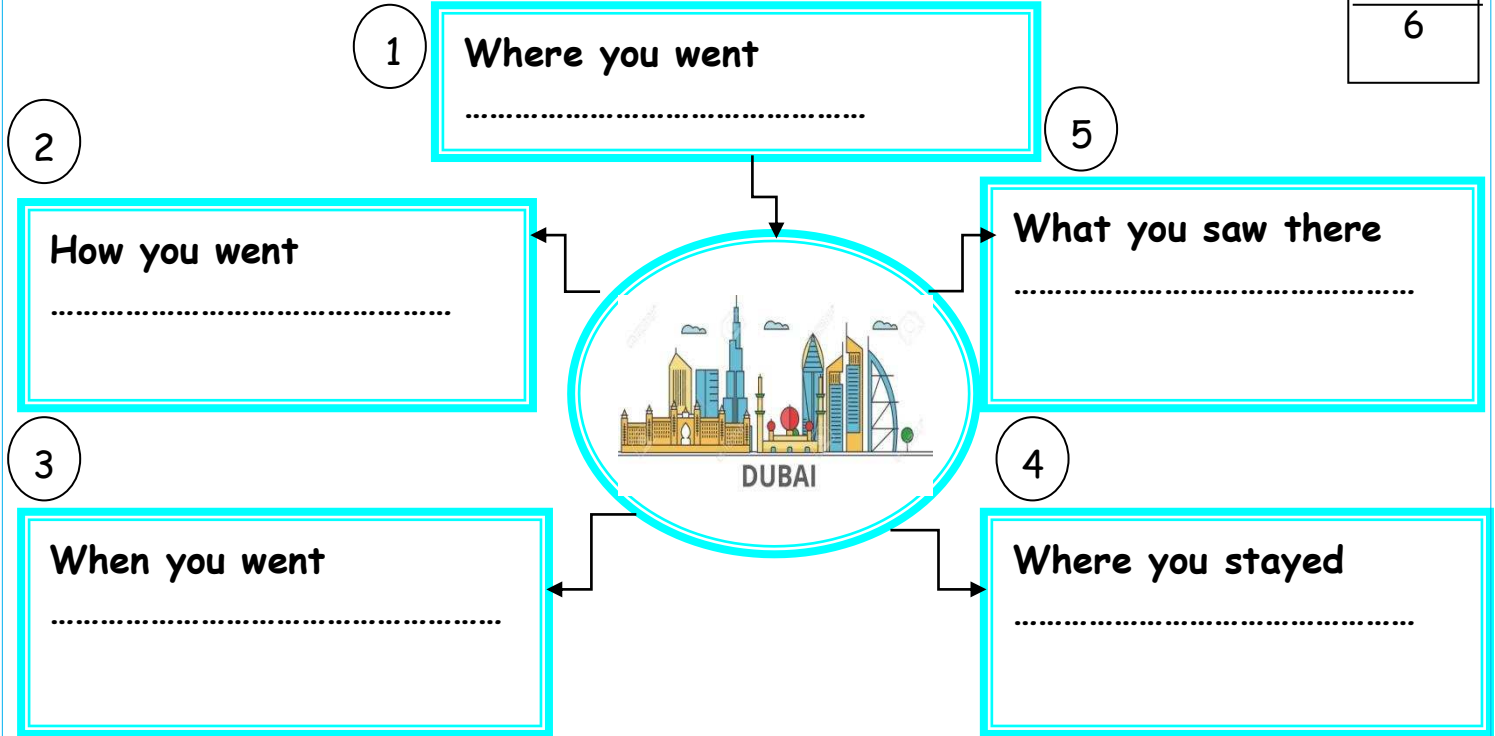 6
1
Where you went
………………………………………
5
2
What you saw there
………………………………………
How you went
………………………………………
DUBAI
3
4
When you went
……………………………………………
Where you stayed
………………………………………